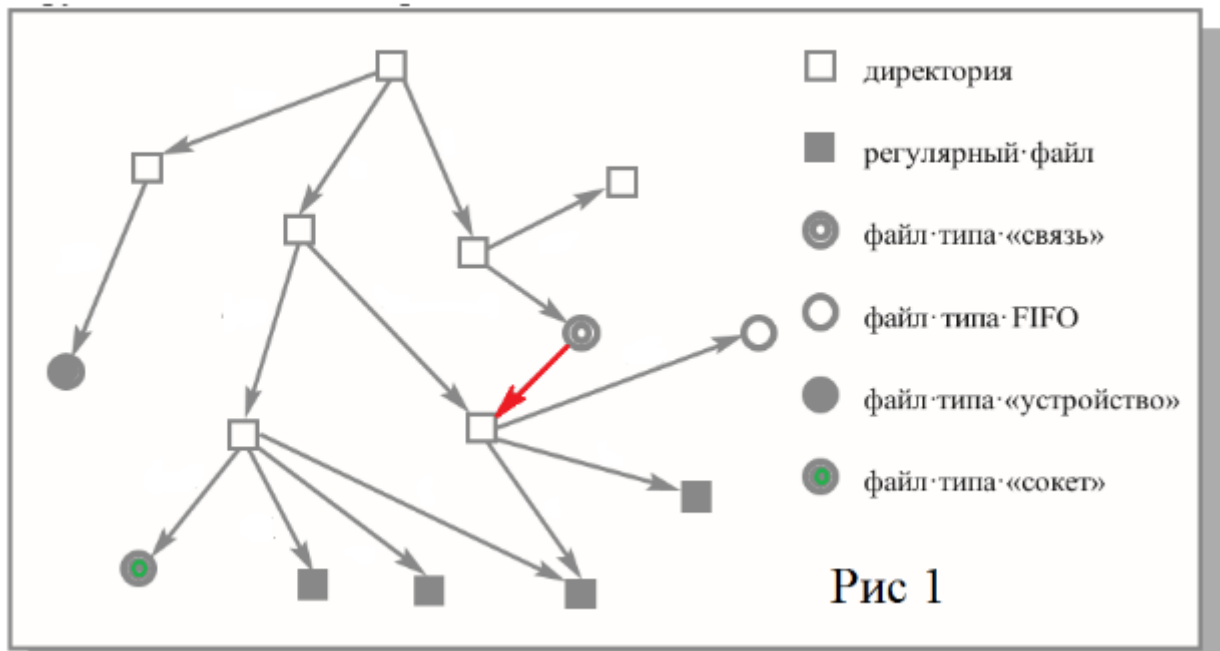 директория
регулярный·файл
файл·типа·«связь»
файл·типа·FIFO
файл·типа·«устройство»
файл·типа·«сокет»
Рис 1